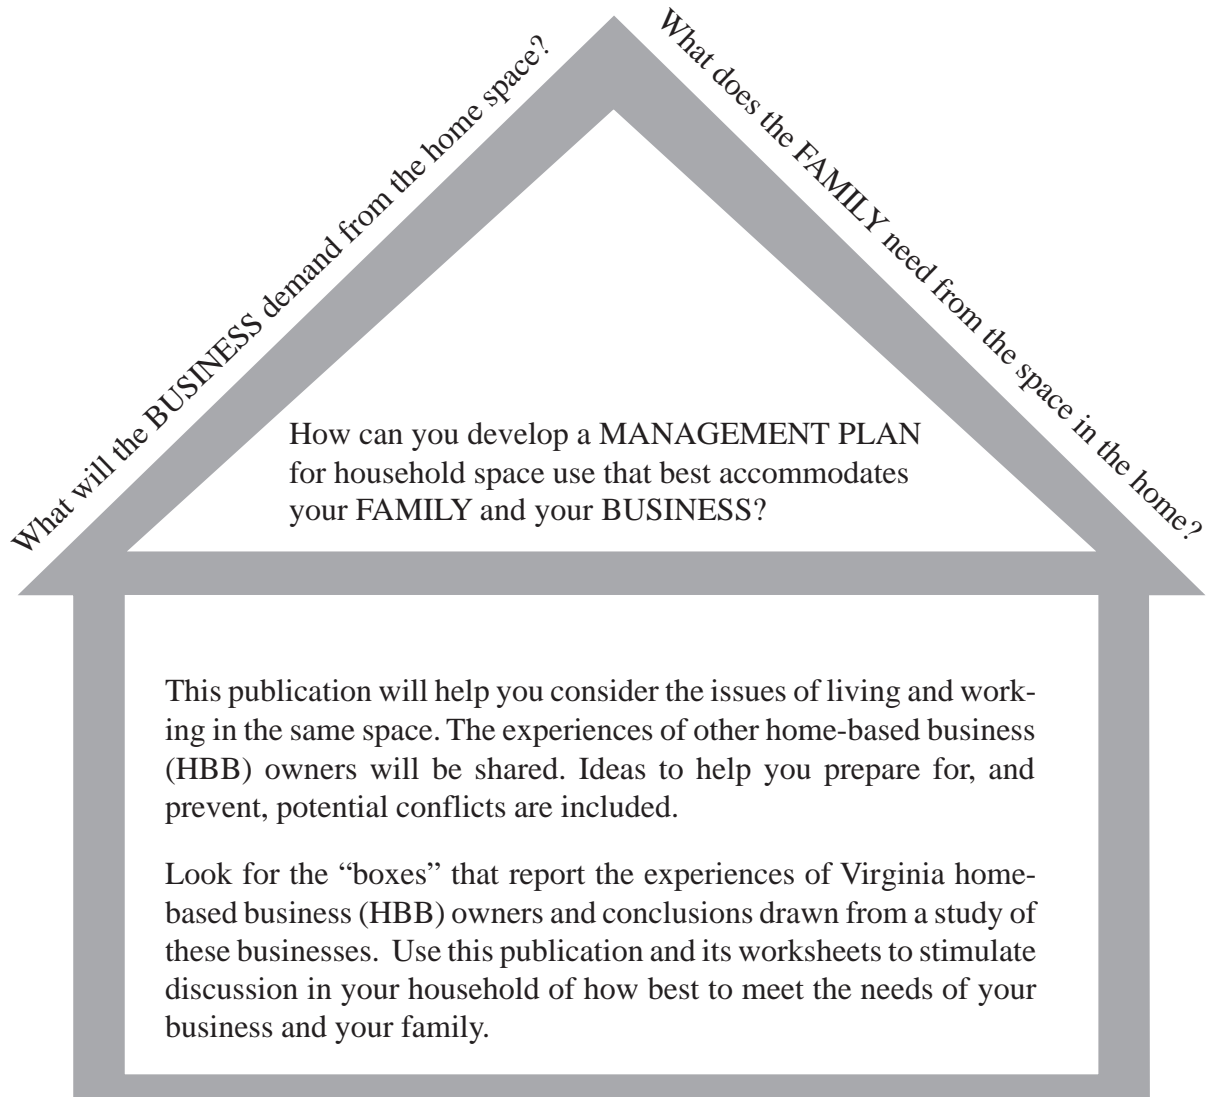 What will the BUSINESS demand from the home space?
What does the FAMILY need from the space in the home?
How can you develop a MANAGEMENT PLAN
for household space use that best accommodates
your FAMILY and your BUSINESS?
This publication will help you consider the issues of living and work-
ing in the same space. The experiences of other home-based business
(HBB) owners will be shared. Ideas to help you prepare for, and
prevent, potential conflicts are included.
Look for the “boxes” that report the experiences of Virginia home-
based business (HBB) owners and conclusions drawn from a study of
these businesses.  Use this publication and its worksheets to stimulate
discussion in your household of how best to meet the needs of your
business and your family.